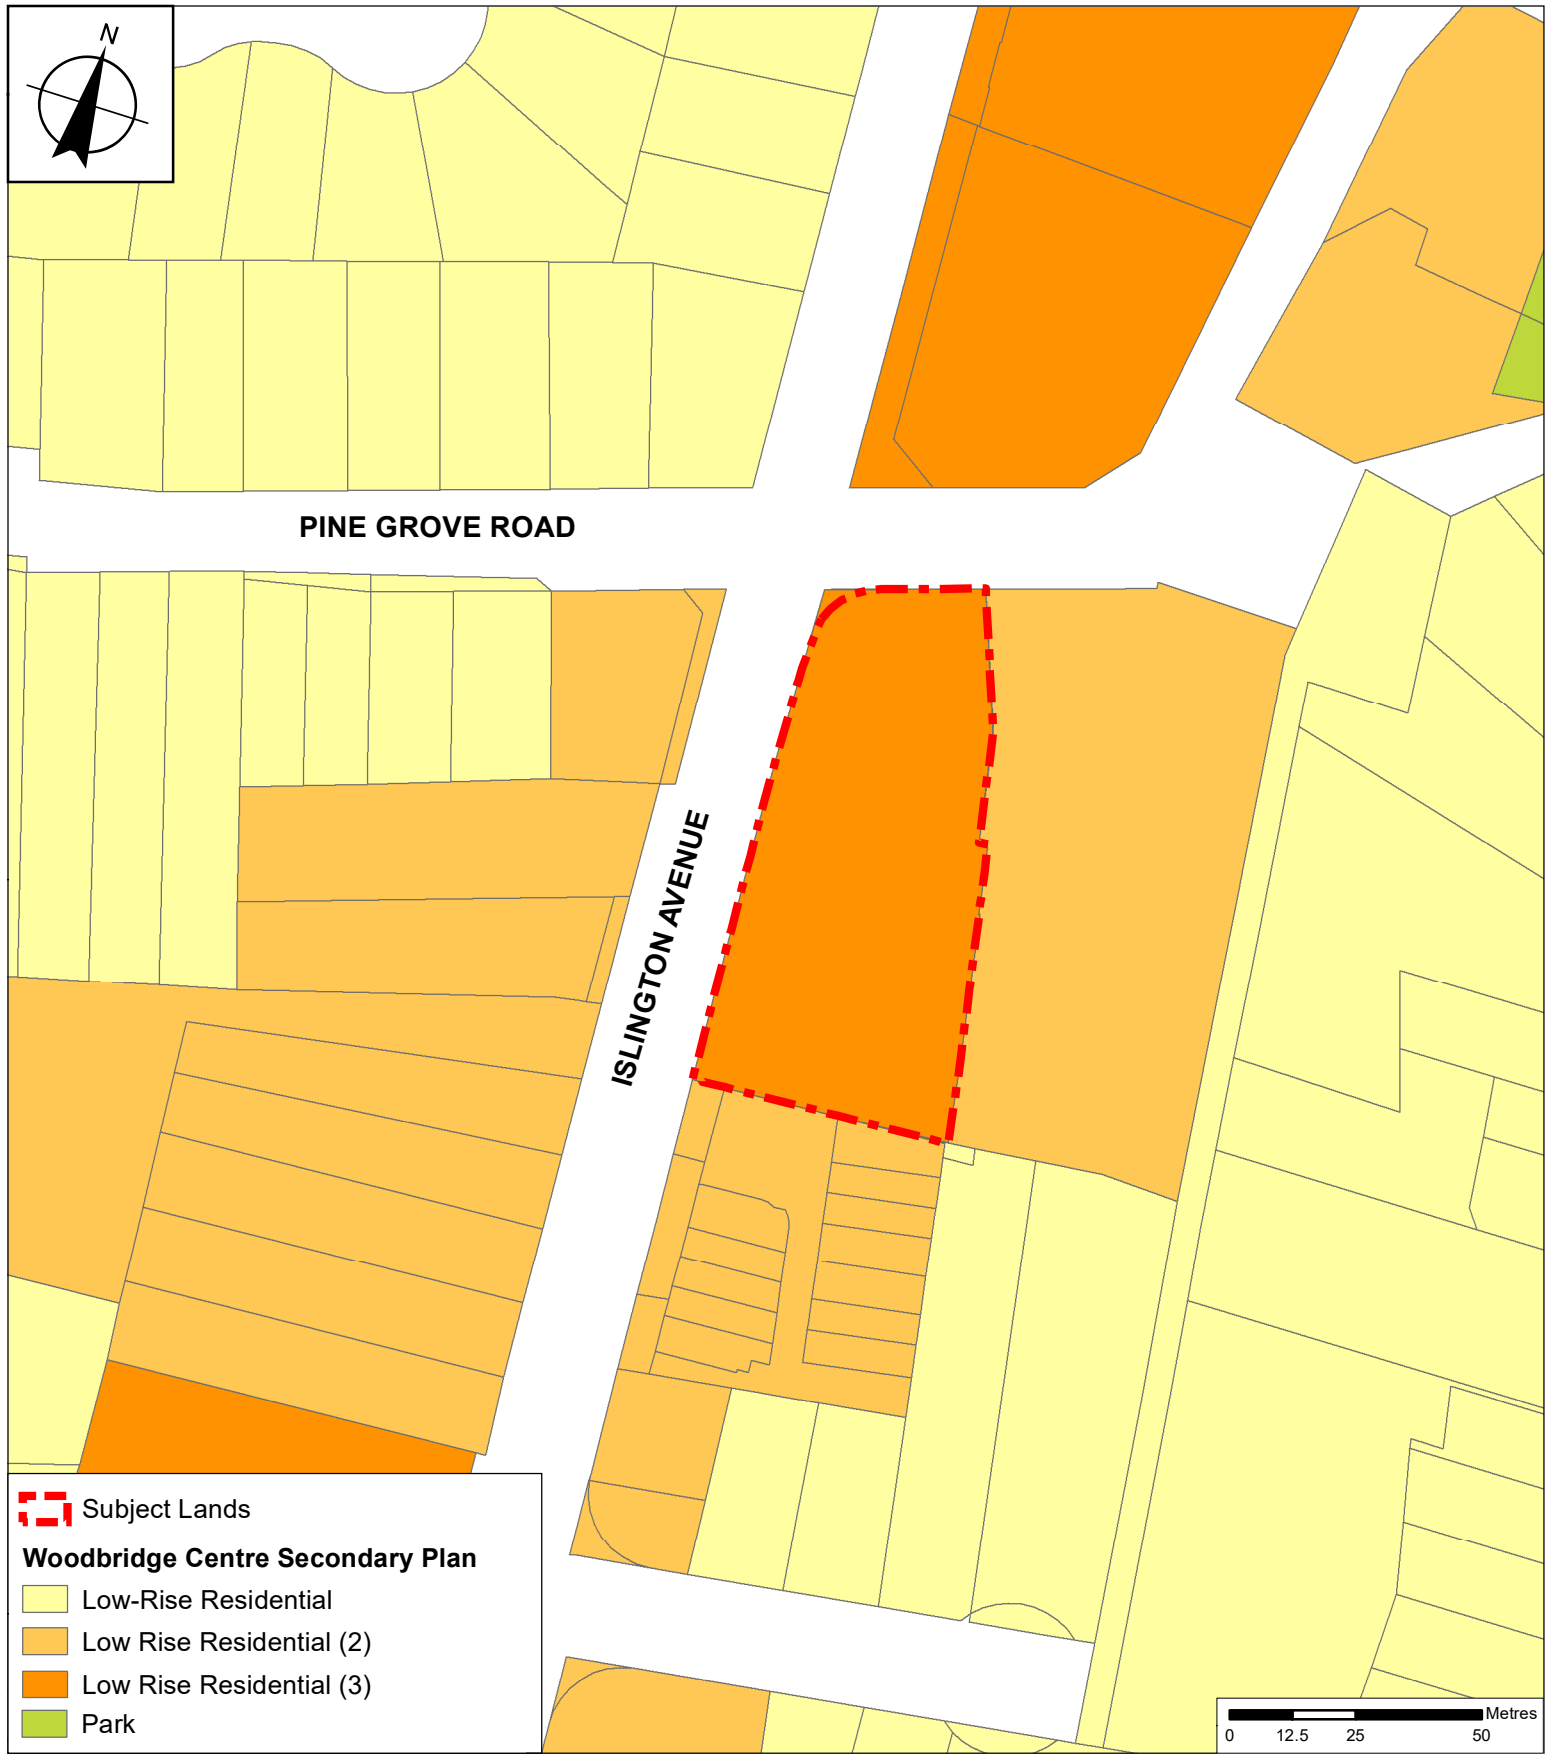 N
PINE GROVE ROAD
ISLINGTON AVENUE
Subject Lands
Woodbridge Centre Secondary Plan
Low-Rise Residential
Low Rise Residential (2)
Low Rise Residential (3)
Park
Metres
0 12.5 25 50